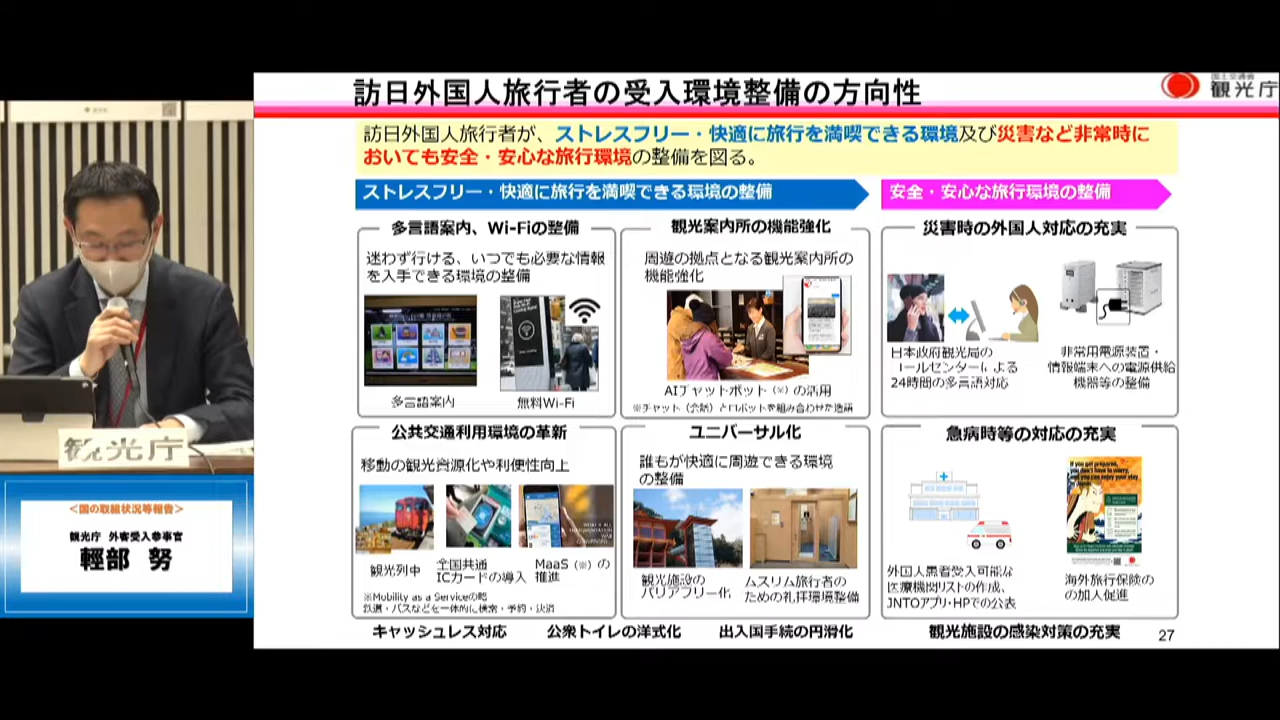 訪日外国人旅行者の受入環境整備の方向性
国土交通省
観光庁
訪日外国人旅行者が、ストレスフリー・快適に旅行を満喫できる環境及び災害など非常時に
おいても安全・安心な旅行環境の整備を図る。
ストレスフリー・快適に旅行を満喫できる環境の整備
安全・安心な旅行環境の整備
多言語案内、Wi-Fiの整備
迷わず行ける、いつでも必要な情報
を入手できる環境の整備
多言語案内
無料Wi-Fi
観光案内所の機能強化
周遊の拠点となる観光案内所の
機能強化
AIチャットボット(※)の活用
※チャット(会話)とロボットを組み合わせた造語
災害時の外国人対応の充実
日本政府観光局の
コールセンターによる
24時間の多言語対応
非常用電源装置・
情報端末への電源供給
機器等の整備
公共交通利用環境の革新
移動の観光資源化や利便性向上
観光列車
全国共通
ICカードの導入
MaaS(※)の
推進
※Mobility as a Serviceの略
鉄道・バスなどを一体的に検索・予約・決済
ユニバーサル化
誰もが快適に周遊できる環境
の整備
観光施設の
バリアフリー化
ムスリム旅行者の
ための礼拝環境整備
急病時等の対応の充実
外国人患者受入可能な
医療機関リストの作成、
JNTOアプリ・HPでの公表
If you get prepared,
you don't have to worry,
and you can enjoy your stay
海外旅行保険の
の加入促進
キャッシュレス対応
公衆トイレの洋式化
出入国手続の円滑化
観光施設の感染対策の充実
27
観光庁
＜国の取組状況等報告＞
観光庁 外客受入参事官
輕部 努